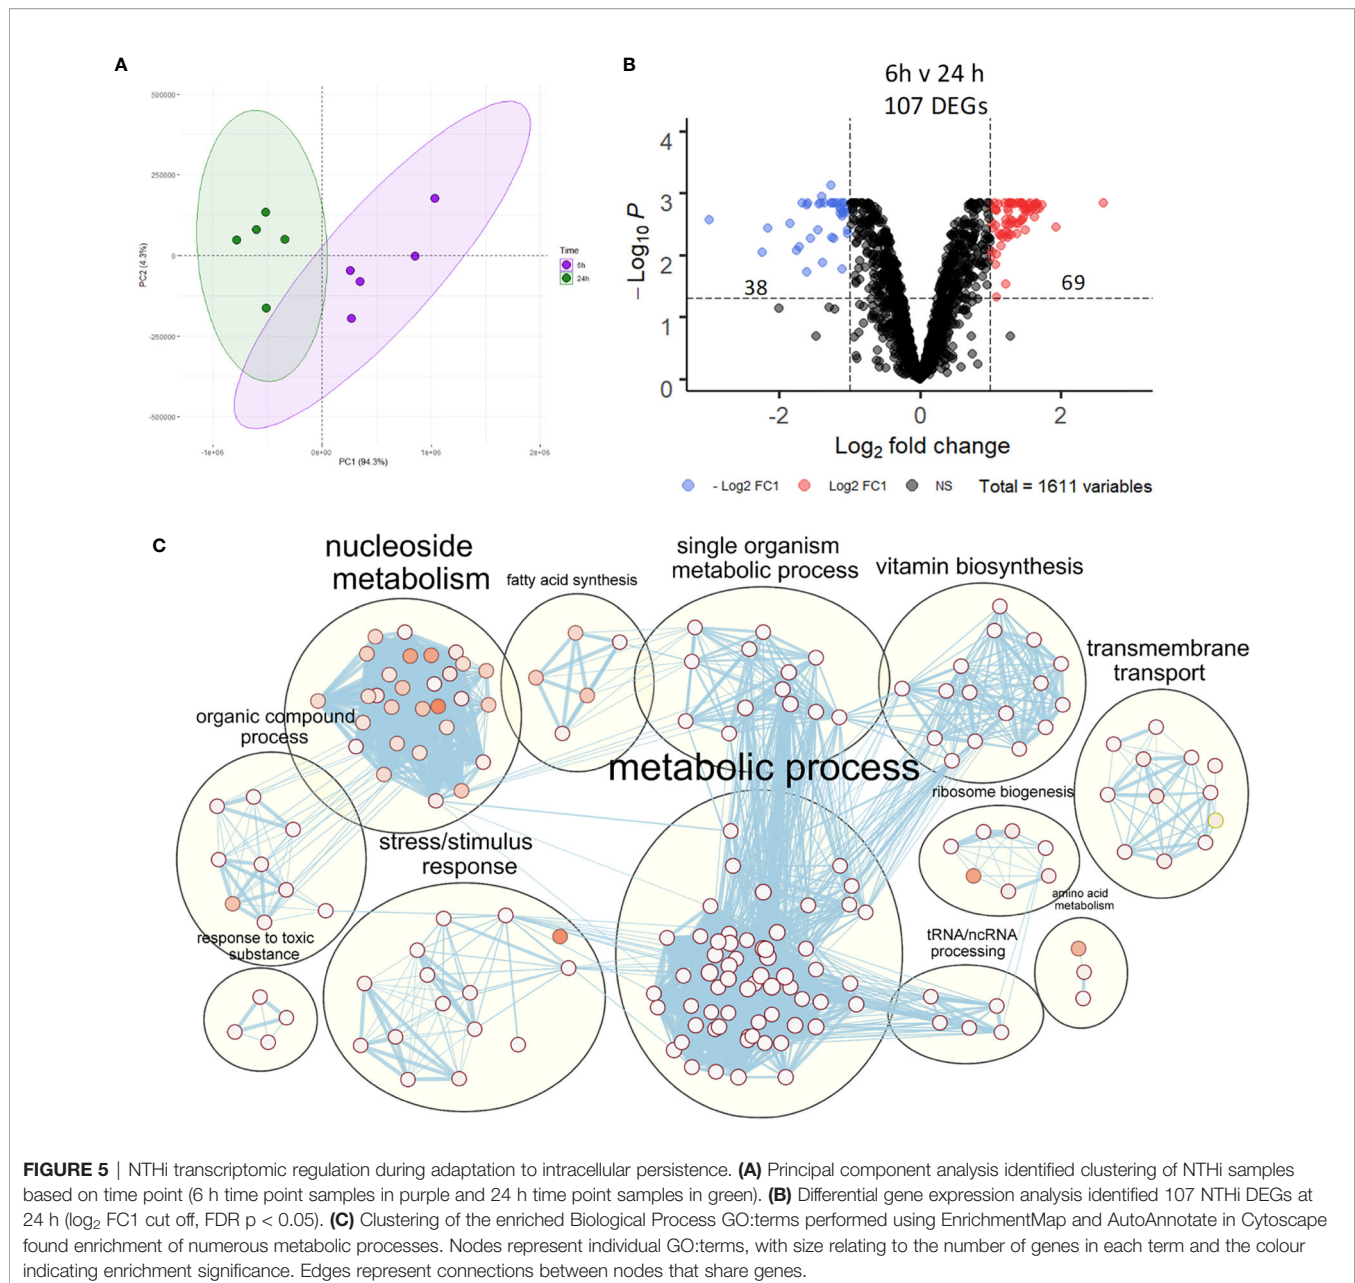 A
500000
250000
0
-250000
-500000
PC2 (4.3%)
-1e+06
0e+00
1e+06
2e+06
PC1 (94.3%)
Time
6h
24h
B
6h v 24 h
107 DEGs
4
3
2
1
0
– Log10 P
38
69
-2
0
2
Log2 fold change
- Log2 FC1
Log2 FC1
NS
Total = 1611 variables
C
nucleoside
metabolism
fatty acid synthesis
single organism
metabolic process
vitamin biosynthesis
transmembrane
transport
organic compound
process
metabolic process
ribosome biogenesis
stress/stimulus
response
amino acid
metabolism
response to toxic
substance
tRNA/ncRNA
processing
FIGURE 5 | NTHi transcriptomic regulation during adaptation to intracellular persistence. (A) Principal component analysis identified clustering of NTHi samples
based on time point (6 h time point samples in purple and 24 h time point samples in green). (B) Differential gene expression analysis identified 107 NTHi DEGs at
24 h (log2 FC1 cut off, FDR p < 0.05). (C) Clustering of the enriched Biological Process GO:terms performed using EnrichmentMap and AutoAnnotate in Cytoscape
found enrichment of numerous metabolic processes. Nodes represent individual GO:terms, with size relating to the number of genes in each term and the colour
indicating enrichment significance. Edges represent connections between nodes that share genes.